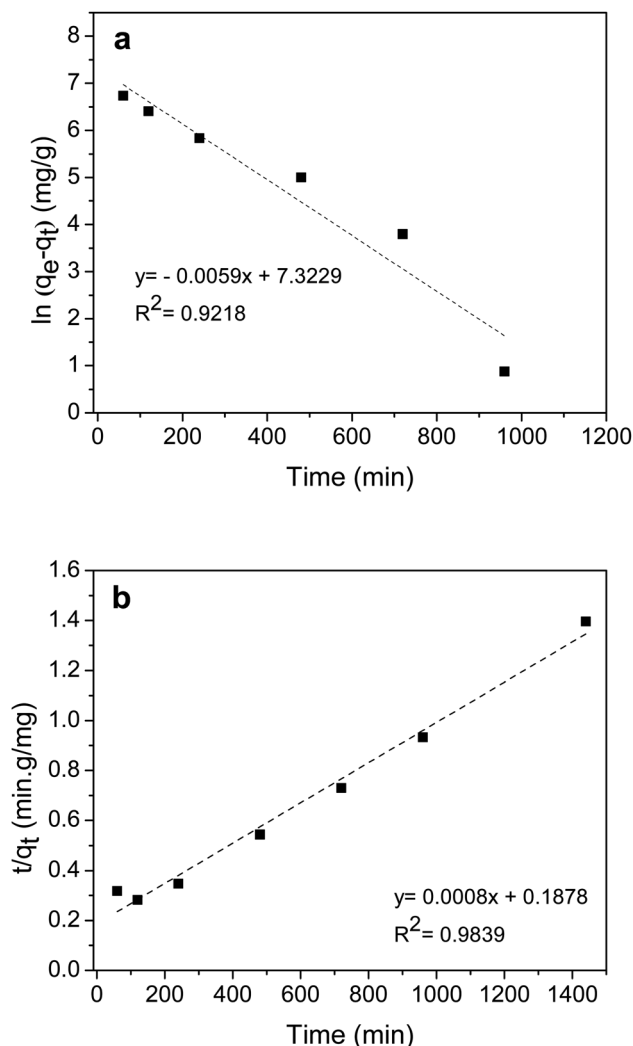 a
8
7
6
5
4
3
2
1
0
ln (qe-qt) (mg/g)
y= - 0.0059x + 7.3229
R2= 0.9218
0 200 400 600 800 1000 1200
Time (min)
b
1.6
1.4
1.2
1.0
0.8
0.6
0.4
0.2
0.0
t/qt (min.g/mg)
y= 0.0008x + 0.1878
R2= 0.9839
0 200 400 600 800 1000 1200 1400
Time (min)